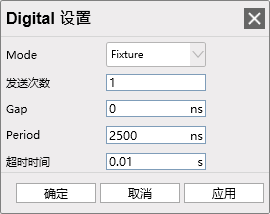 Digital 设置
Mode Fixture
发送次数 1
Gap 0 ns
Period 2500 ns
超时时间 0.01 s
确定 取消 应用